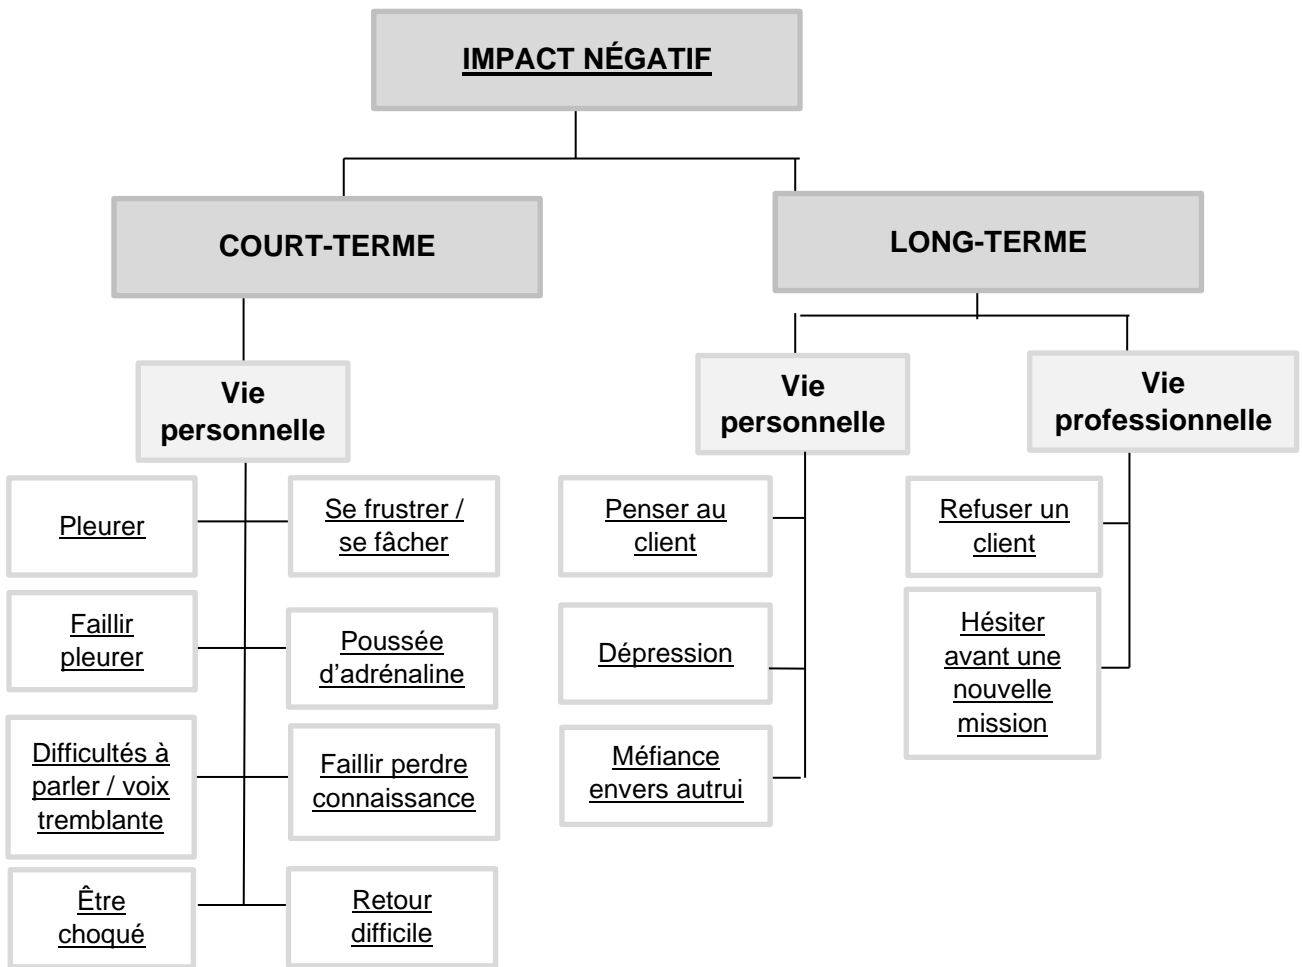 IMPACT NÉGATIF
COURT-TERME
LONG-TERME
Vie
personnelle
Vie
personnelle
Vie
professionnelle
Pleurer
Se frustrer /
se fâcher
Penser au
client
Refuser un
client
Faillir
pleurer
Poussée
d’adrénaline
Dépression
Hésiter
avant une
nouvelle
mission
Difficultés à
parler / voix
tremblante
Faillir perdre
connaissance
Méfiance
envers autrui
Être
choqué
Retour
difficile